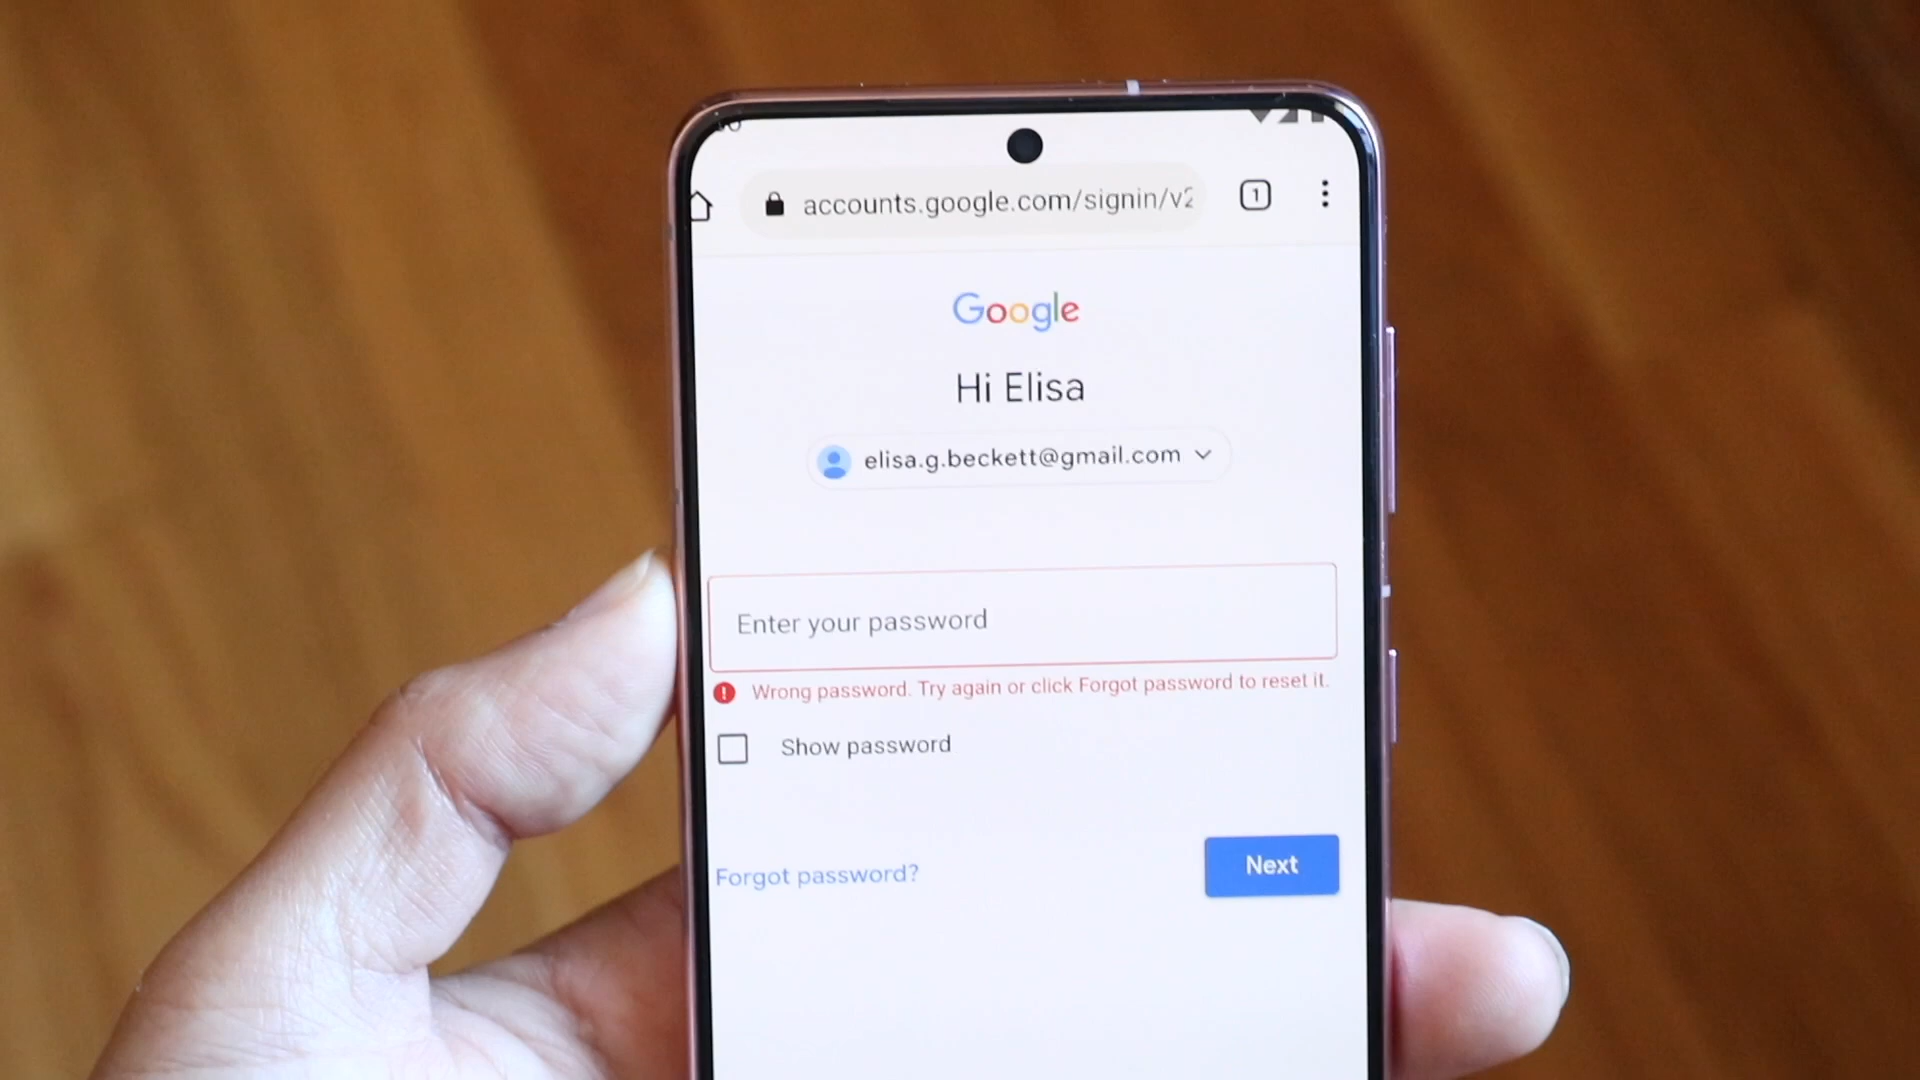 accounts.google.com/signin/v2
1
Google
Hi Elisa
elisa.g.beckett@gmail.com
Enter your password
Wrong password. Try again or click Forgot password to reset it.
Show password
Forgot password?
Next